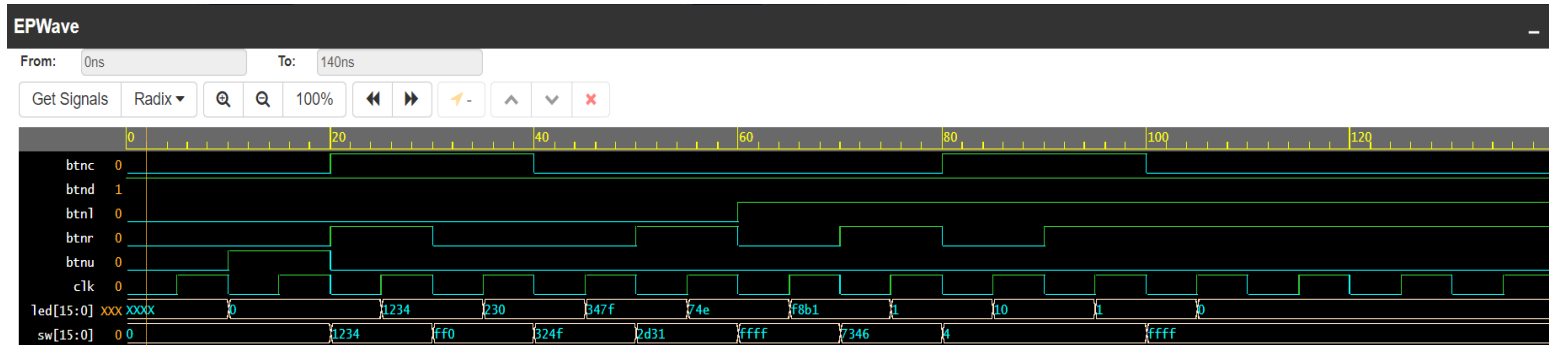 EPWave
From: 0ns To: 140ns
Get Signals Radix 100% -
0 20 40 60 80 100 120
btnc 0
btnd 1
btnl 0
btnr 0
btnu 0
clk 0
led[15:0] XXX XXXX 0 1234 230 347f 74e f8b1 1 10 1 0
sw[15:0] 0 0 1234 ff0 324f 2d31 ffff 7346 4 ffff